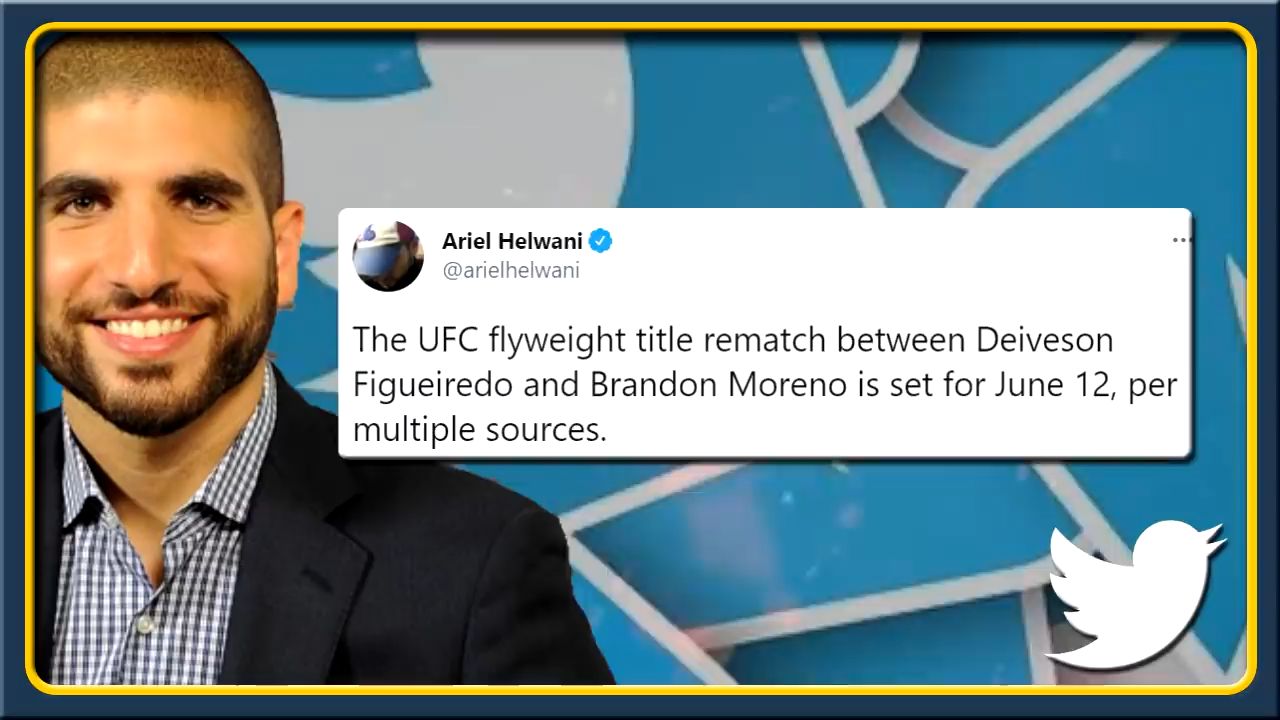 Ariel Helwani
@arielhelwani
The UFC flyweight title rematch between Deiveson
Figueiredo and Brandon Moreno is set for June 12, per
multiple sources.